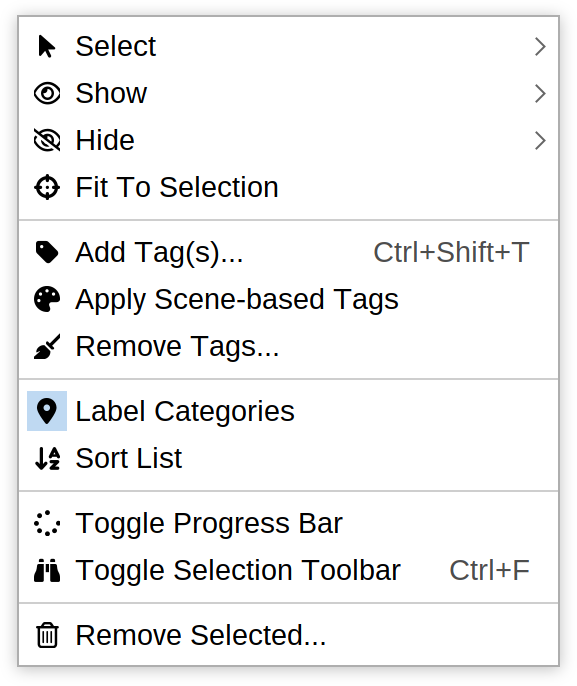 Select
Show
Hide
Fit To Selection
Add Tag(s)... Ctrl+Shift+T
Apply Scene-based Tags
Remove Tags...
Label Categories
Sort List
Toggle Progress Bar
Toggle Selection Toolbar Ctrl+F
Remove Selected...